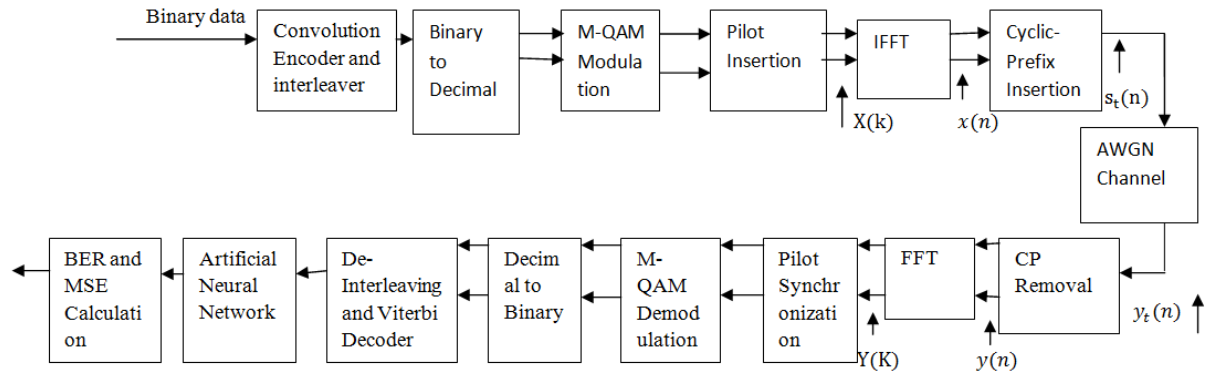 Binary data
Convolution
Encoder and
interleaver
Binary
to
Decimal
M-QAM
Modula
tion
Pilot
Insertion
IFFT
Cyclic-
Prefix
Insertion
X(k)
x(n)
s_t(n)
AWGN
Channel
BER and
MSE
Calculati
on
Artificial
Neural
Network
De-
Interleaving
and Viterbi
Decoder
Decim
al to
Binary
M-
QAM
Demod
ulation
Pilot
Synchr
onizati
on
FFT
CP
Removal
Y(K)
y(n)
y_t(n)